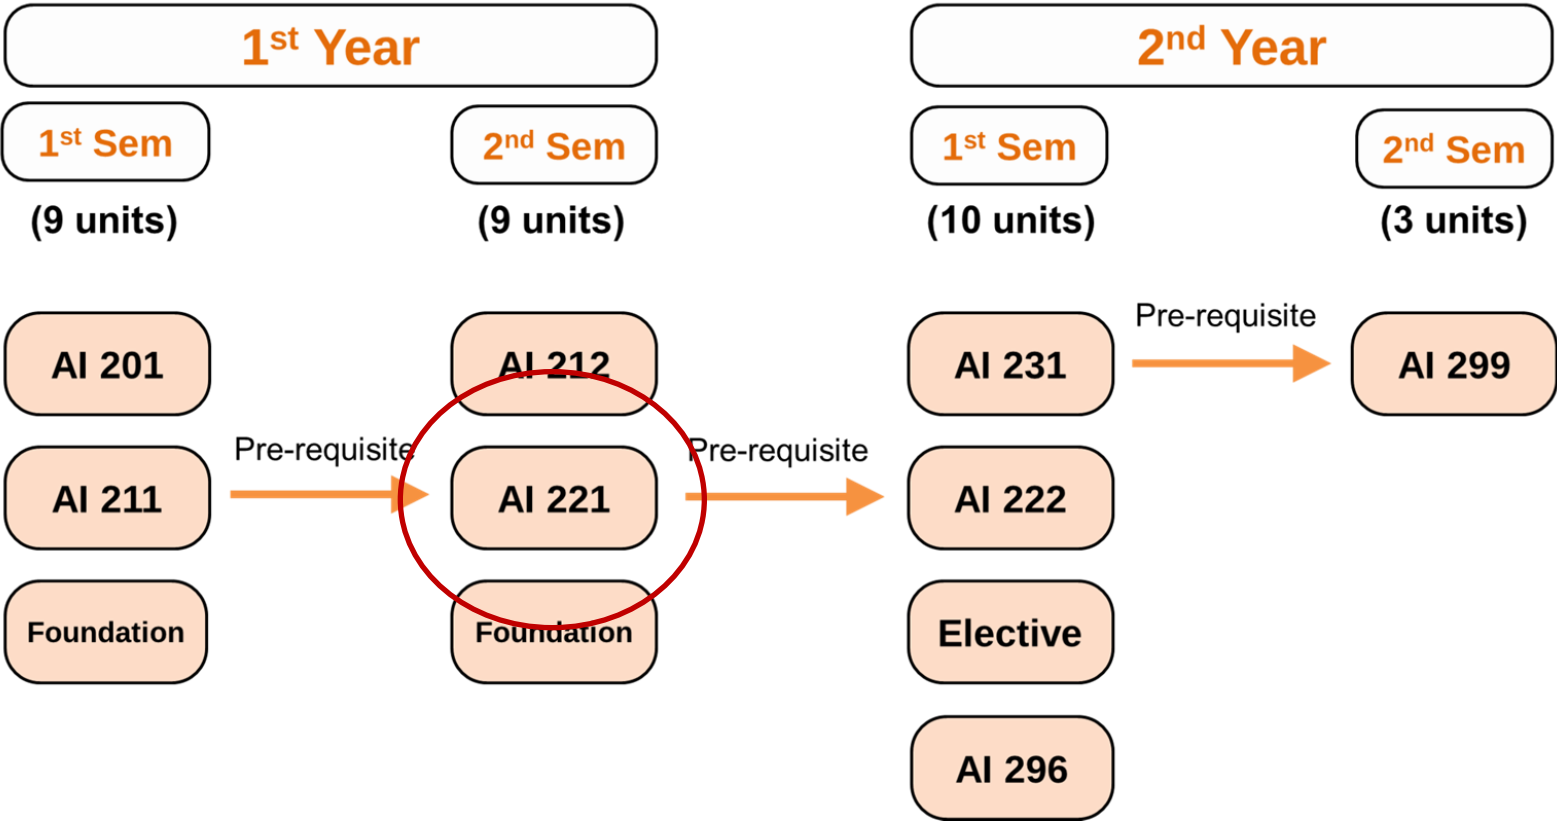 1st Year
2nd Year
1st Sem
2nd Sem
1st Sem
2nd Sem
(9 units)
(9 units)
(10 units)
(3 units)
AI 201
AI 212
AI 231
Pre-requisite
AI 299
AI 211
Pre-requisite
AI 221
Pre-requisite
AI 222
Foundation
Foundation
Elective
AI 296